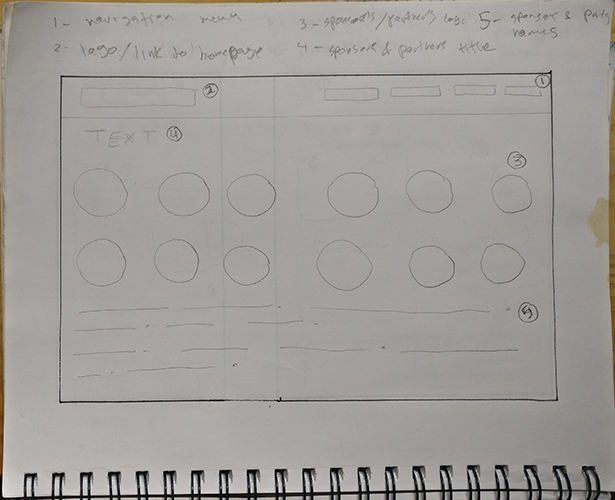 1- navigation menu 3- sponsors/partners logo 5- sponsor & partners
names
2- logo/link to homepage 4- sponsors & partners title
1
2
TEXT 4
3
5